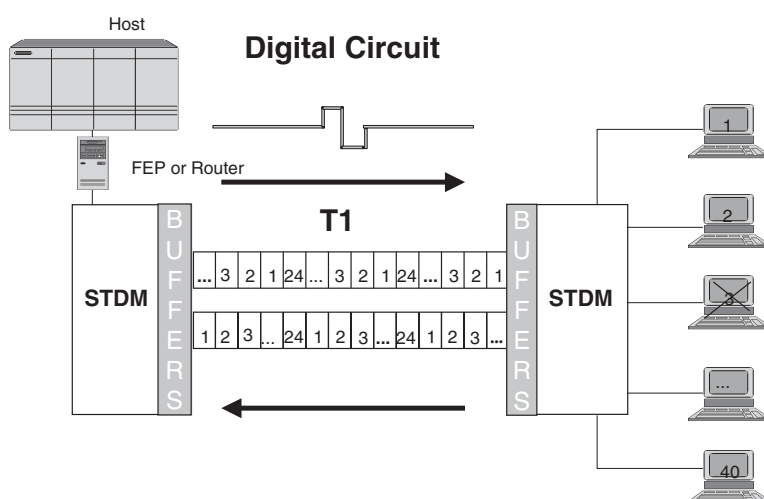 Host
Digital Circuit
FEP or Router
T1
STDM
BUFFERS
... 3 2 1 24 ... 3 2 1 24 ... 3 2 1
1 2 3 ... 24 1 2 3 ... 24 1 2 3 ...
BUFFERS
STDM
1
2
3
...
40